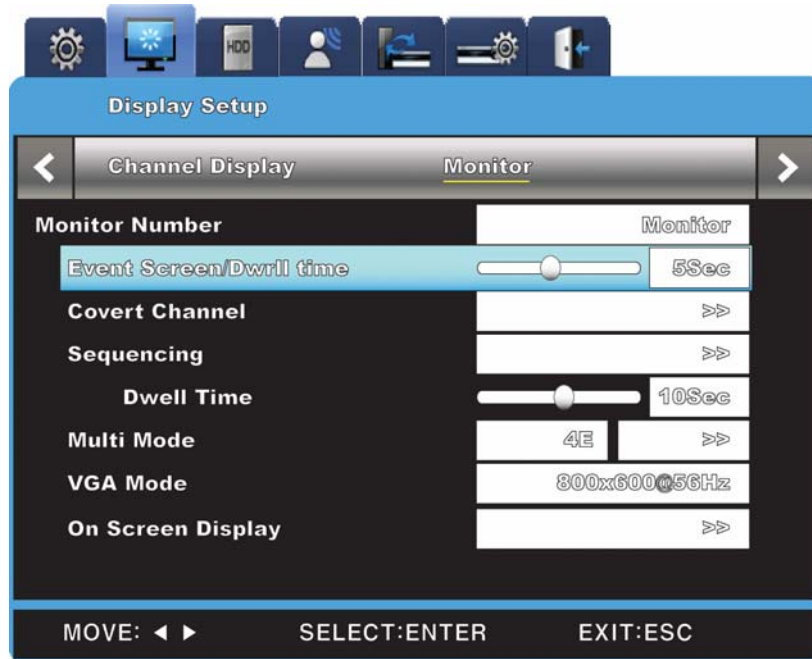 HDD
Display Setup
Channel Display Monitor
Monitor Number Monitor
Event Screen/Dwrll time 5Sec
Covert Channel >>
Sequencing >>
Dwell Time 10Sec
Multi Mode 4E >>
VGA Mode 800x600@56Hz
On Screen Display >>
MOVE: ◀ ▶ SELECT:ENTER EXIT:ESC